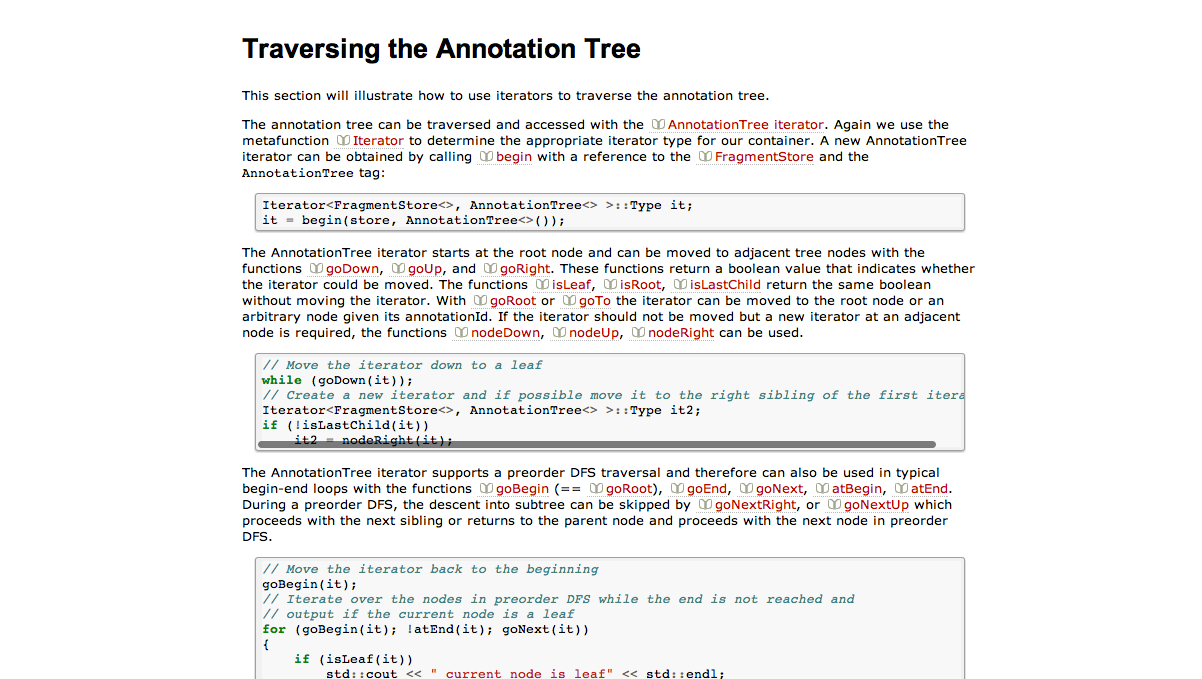 Traversing the Annotation Tree
This section will illustrate how to use iterators to traverse the annotation tree.
The annotation tree can be traversed and accessed with the AnnotationTree iterator. Again we use the
metafunction Iterator to determine the appropriate iterator type for our container. A new AnnotationTree
iterator can be obtained by calling begin with a reference to the FragmentStore and the
AnnotationTree tag:
Iterator<FragmentStore<>, AnnotationTree<> >::Type it;
it = begin(store, AnnotationTree<>());
The AnnotationTree iterator starts at the root node and can be moved to adjacent tree nodes with the
functions goDown, goUp, and goRight. These functions return a boolean value that indicates whether
the iterator could be moved. The functions isLeaf, isRoot, isLastChild return the same boolean
without moving the iterator. With goRoot or goTo the iterator can be moved to the root node or an
arbitrary node given its annotationId. If the iterator should not be moved but a new iterator at an adjacent
node is required, the functions nodeDown, nodeUp, nodeRight can be used.
// Move the iterator down to a leaf
while (goDown(it));
// Create a new iterator and if possible move it to the right sibling of the first itera
Iterator<FragmentStore<>, AnnotationTree<> >::Type it2;
if (!isLastChild(it))
    it2 = nodeRight(it);
The AnnotationTree iterator supports a preorder DFS traversal and therefore can also be used in typical
begin-end loops with the functions goBegin (== goRoot), goEnd, goNext, atBegin, atEnd.
During a preorder DFS, the descent into subtree can be skipped by goNextRight, or goNextUp which
proceeds with the next sibling or returns to the parent node and proceeds with the next node in preorder
DFS.
// Move the iterator back to the beginning
goBegin(it);
// Iterate over the nodes in preorder DFS while the end is not reached and
// output if the current node is a leaf
for (goBegin(it); !atEnd(it); goNext(it))
{
    if (isLeaf(it))
        std::cout << " current node is leaf" << std::endl;